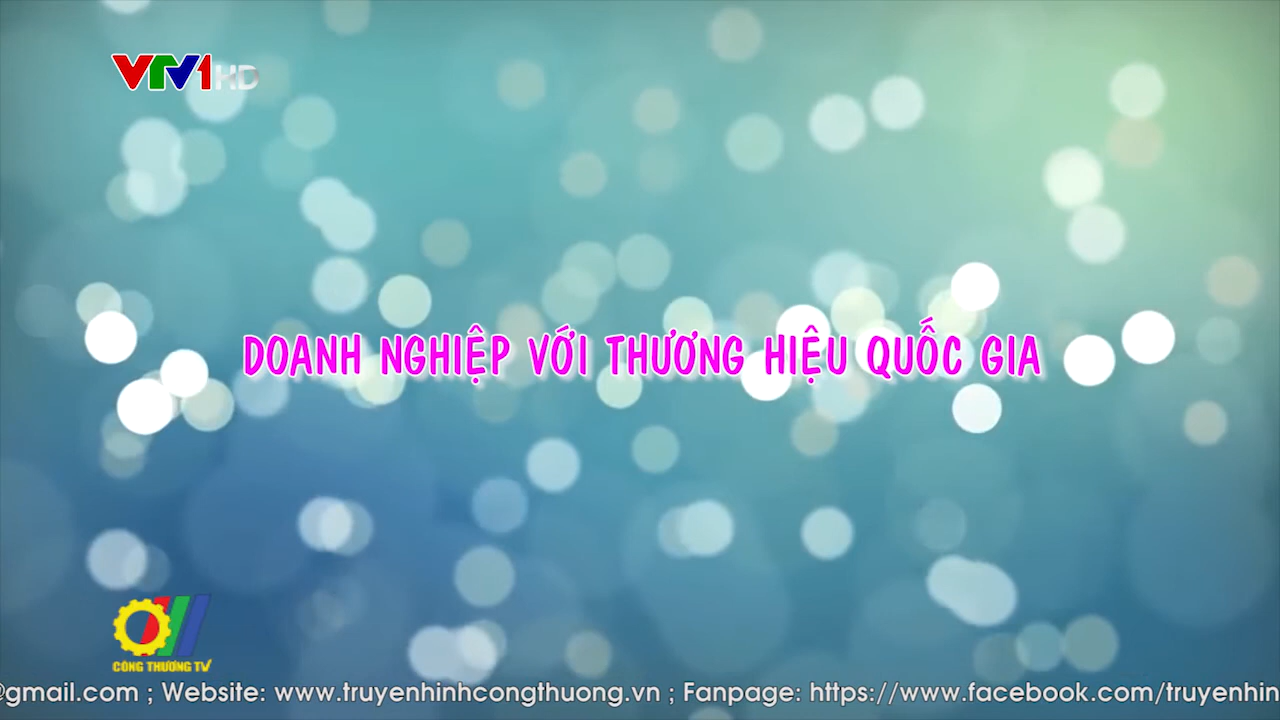 VTV1 HD
DOANH NGHIỆP VỚI THƯƠNG HIỆU QUỐC GIA
CÔNG THƯƠNG TV
@gmail.com ; Website: www.truyenhinhcongthuong.vn ; Fanpage: https://www.facebook.com/truyenhin